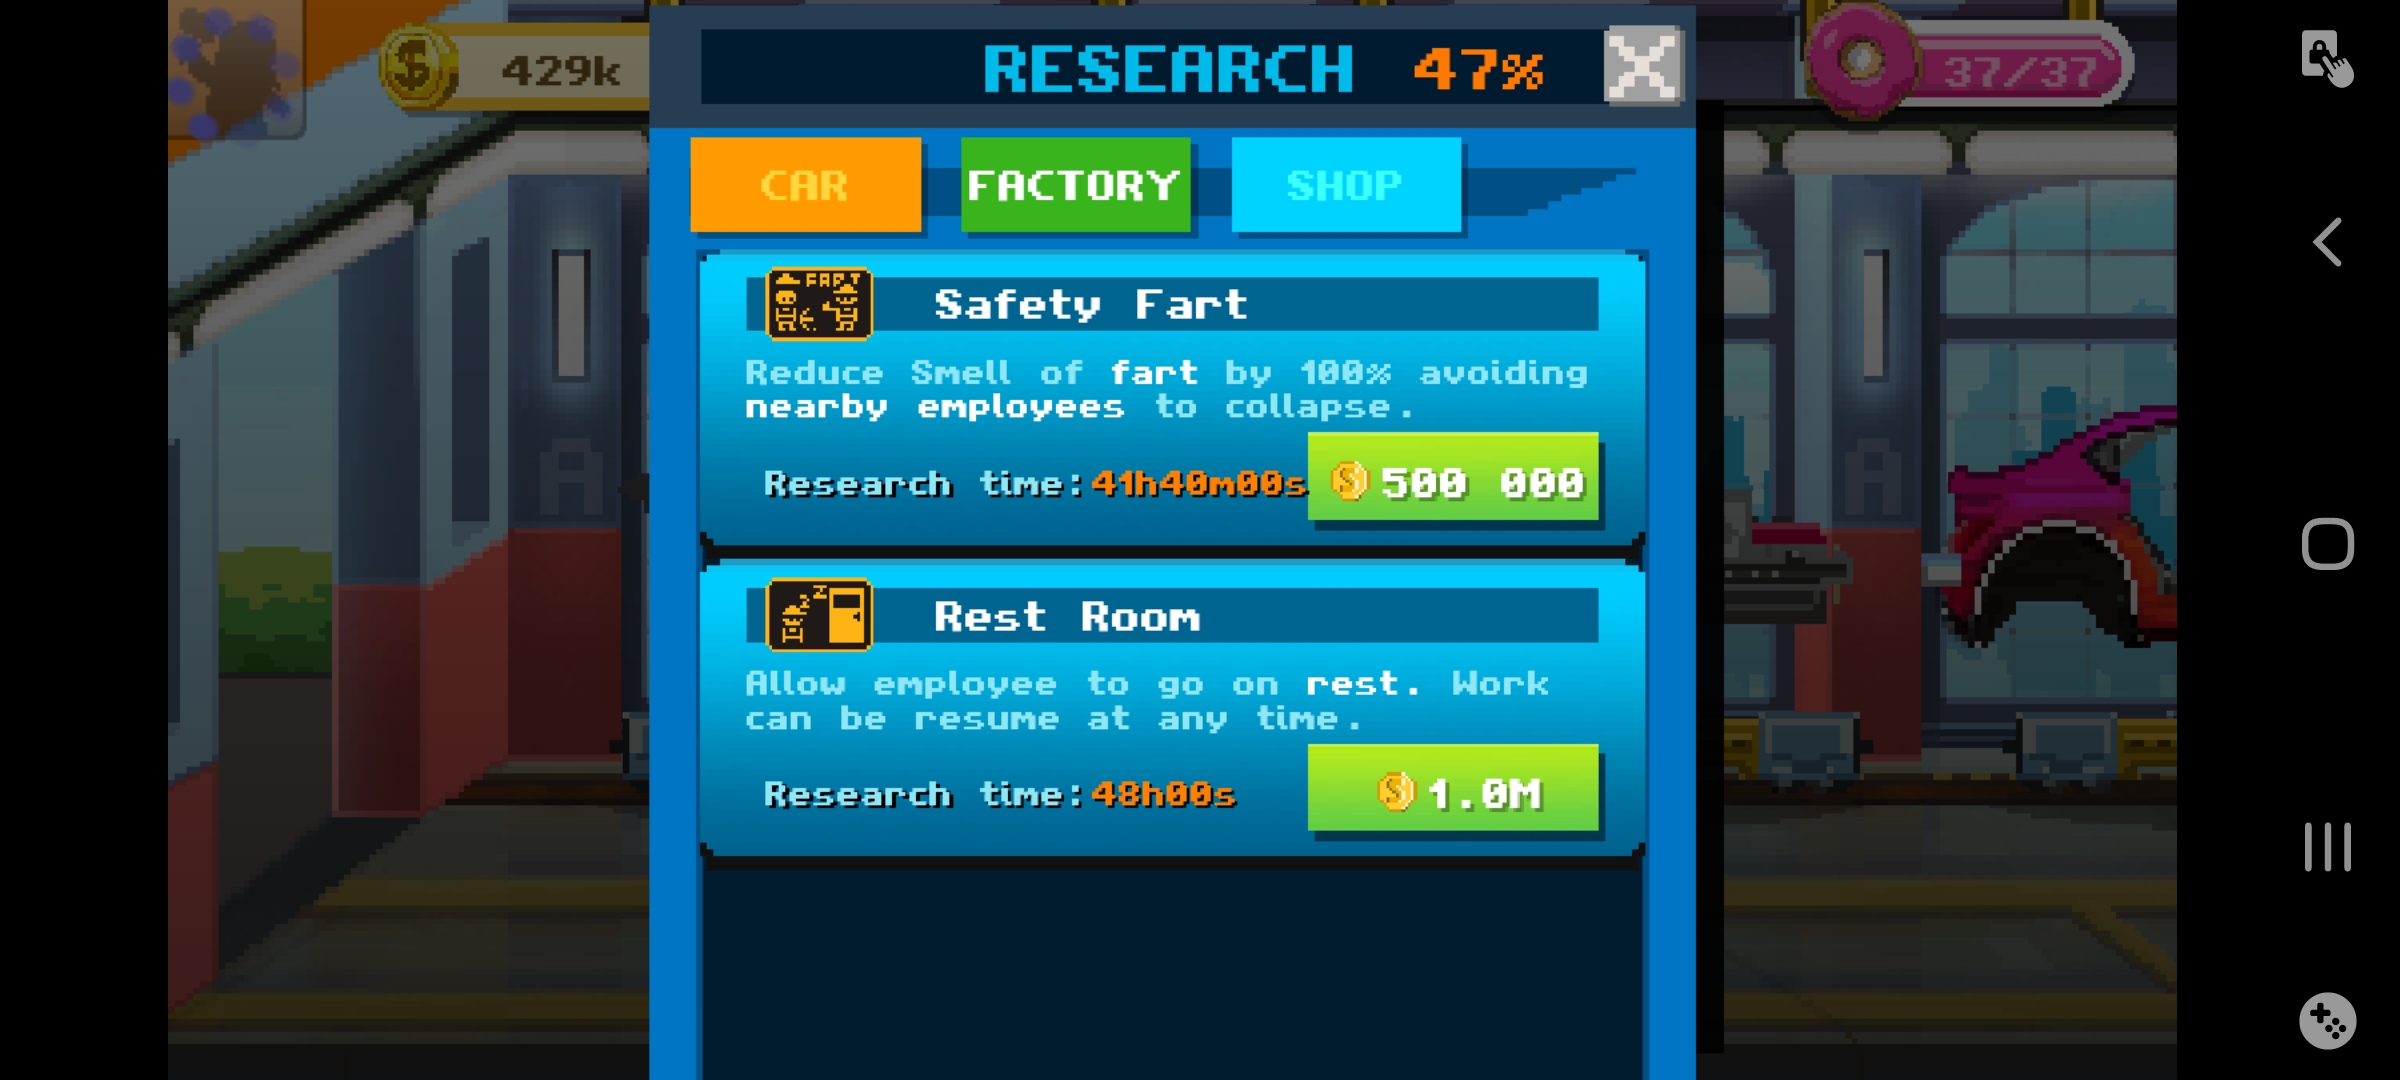 429k
RESEARCH 47%
37/37
CAR
FACTORY
SHOP
FART
Safety Fart
Reduce Smell of fart by 100% avoiding
nearby employees to collapse.
Research time:41h40m00s
500 000
A
A
Rest Room
Allow employee to go on rest. Work
can be resume at any time.
Research time:48h00s
1.0M